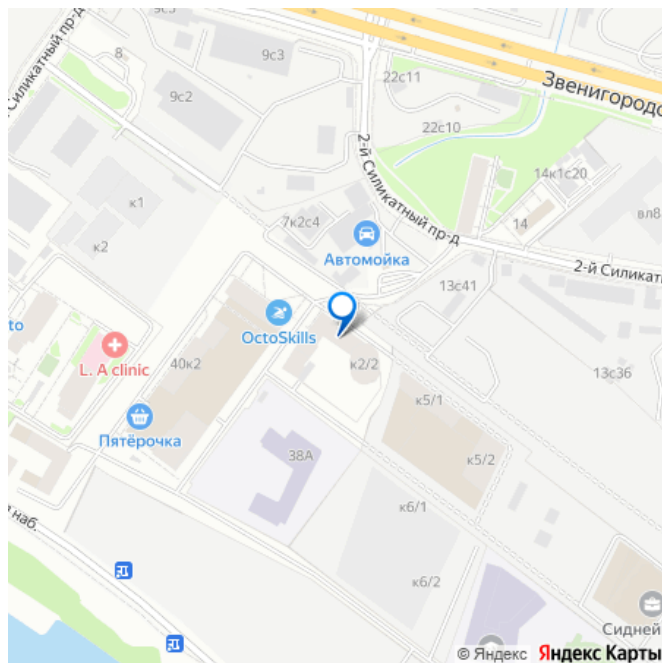 9с3
8
9с3
22с11
Звенигородс
Силикатный пр-д
9с2
22с10
2-й Силикатный пр-д
14к1с20
к1
7к2с4
14
вл8
к2
Автомойка
2-й Силикатн
13с41
OctoSkills
L. A clinic
40к2
к2/2
13с36
к5/1
Пятёрочка
38А
к5/2
наб.
к6/1
к6/2
Сидней
© Яндекс Яндекс Карты